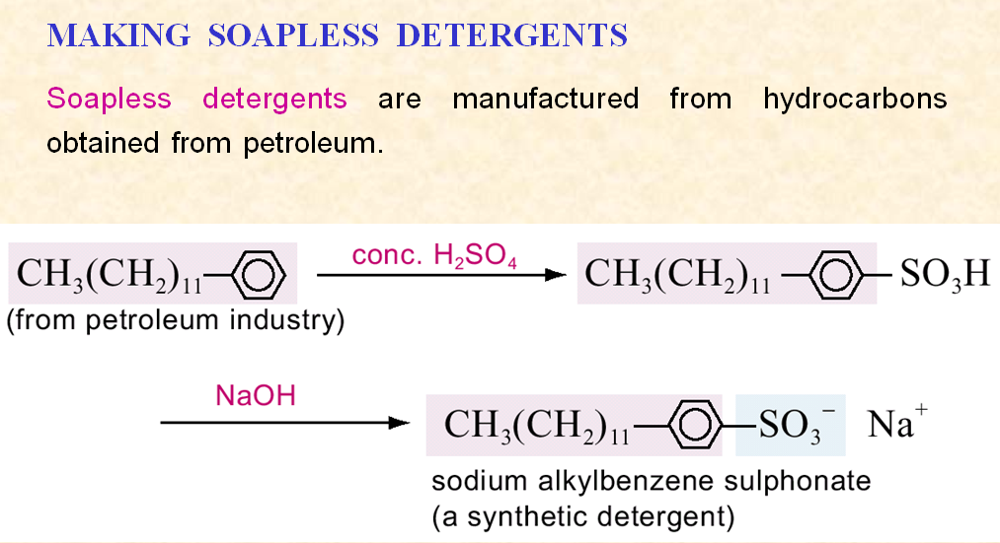 MAKING SOAPLESS DETERGENTS
Soapless detergents are manufactured from hydrocarbons
obtained from petroleum.
conc. H₂SO₄
CH₃(CH₂)₁₁ CH₃(CH₂)₁₁ SO₃H
(from petroleum industry)
NaOH
CH₃(CH₂)₁₁ SO₃⁻ Na⁺
sodium alkylbenzene sulphonate
(a synthetic detergent)